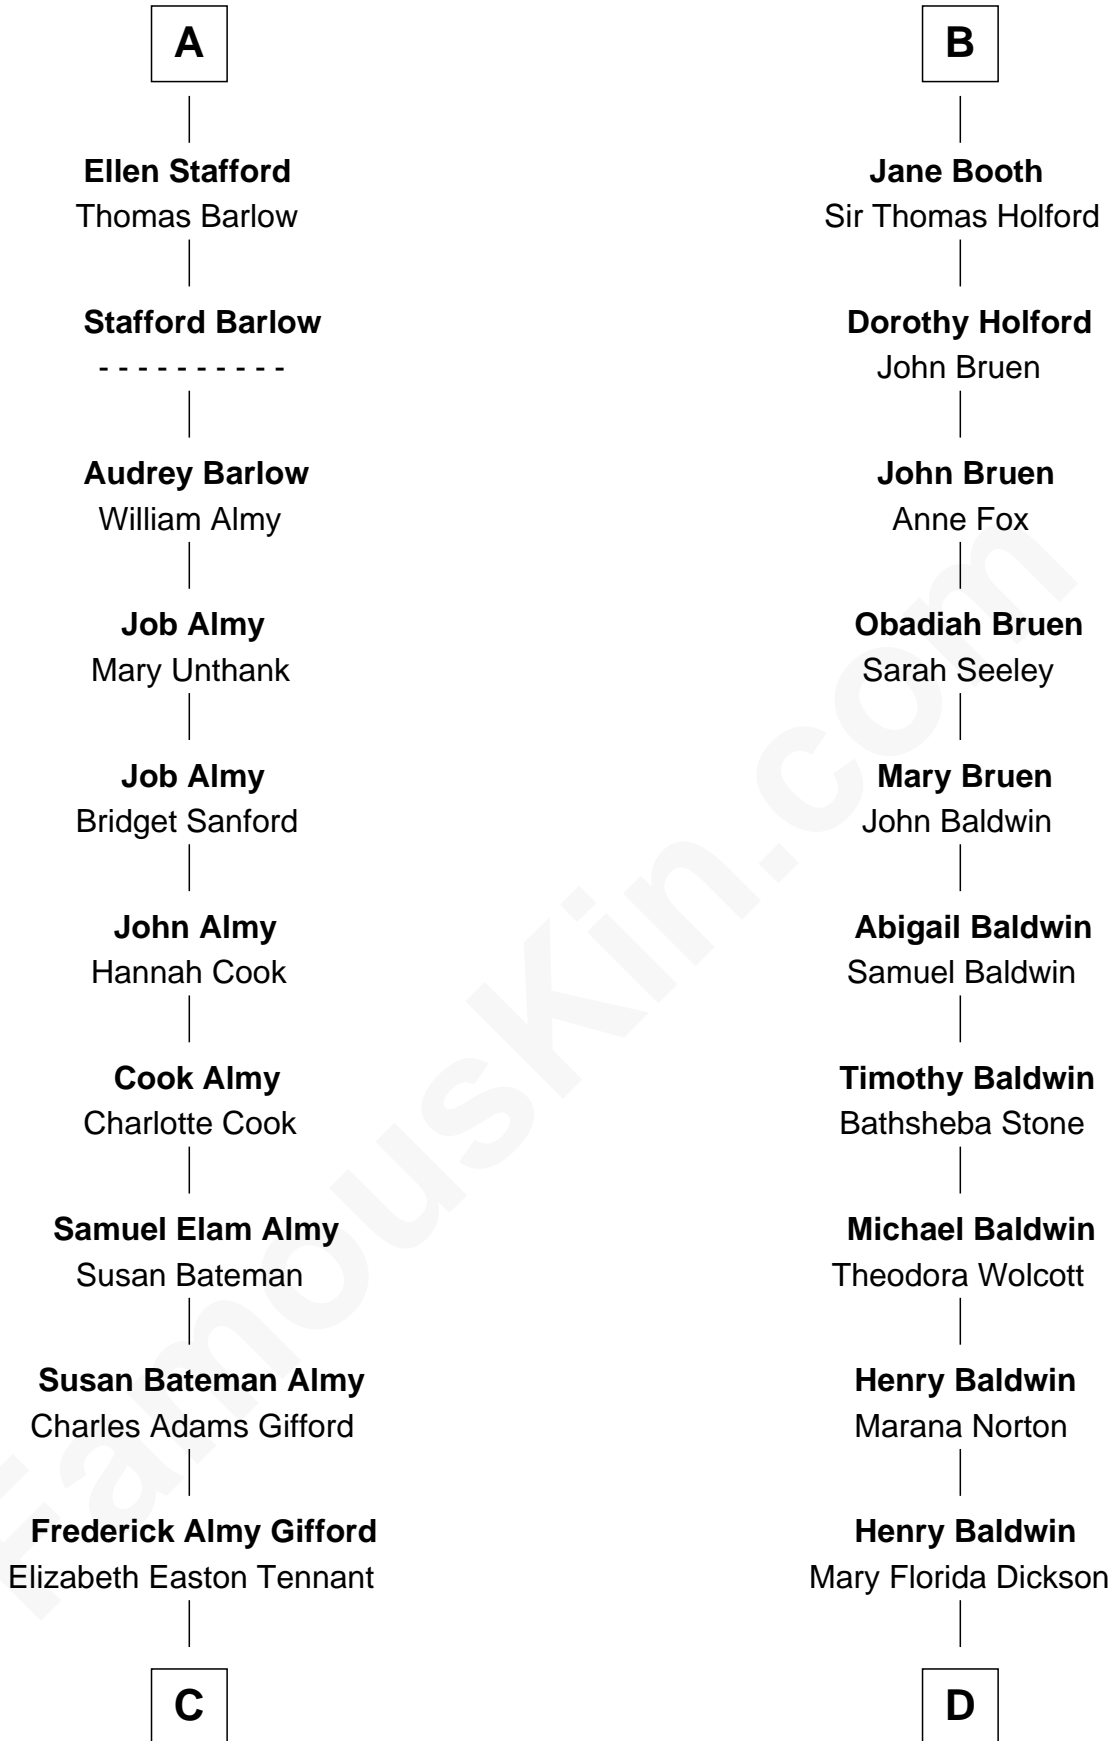 A
Ellen Stafford
Thomas Barlow
Stafford Barlow
- - - - - - - - - -
Audrey Barlow
William Almy
Job Almy
Mary Unthank
Job Almy
Bridget Sanford
John Almy
Hannah Cook
Cook Almy
Charlotte Cook
Samuel Elam Almy
Susan Bateman
Susan Bateman Almy
Charles Adams Gifford
Frederick Almy Gifford
Elizabeth Easton Tennant
C
B
Jane Booth
Sir Thomas Holford
Dorothy Holford
John Bruen
John Bruen
Anne Fox
Obadiah Bruen
Sarah Seeley
Mary Bruen
John Baldwin
Abigail Baldwin
Samuel Baldwin
Timothy Baldwin
Bathsheba Stone
Michael Baldwin
Theodora Wolcott
Henry Baldwin
Marana Norton
Henry Baldwin
Mary Florida Dickson
D
FamousKin.com